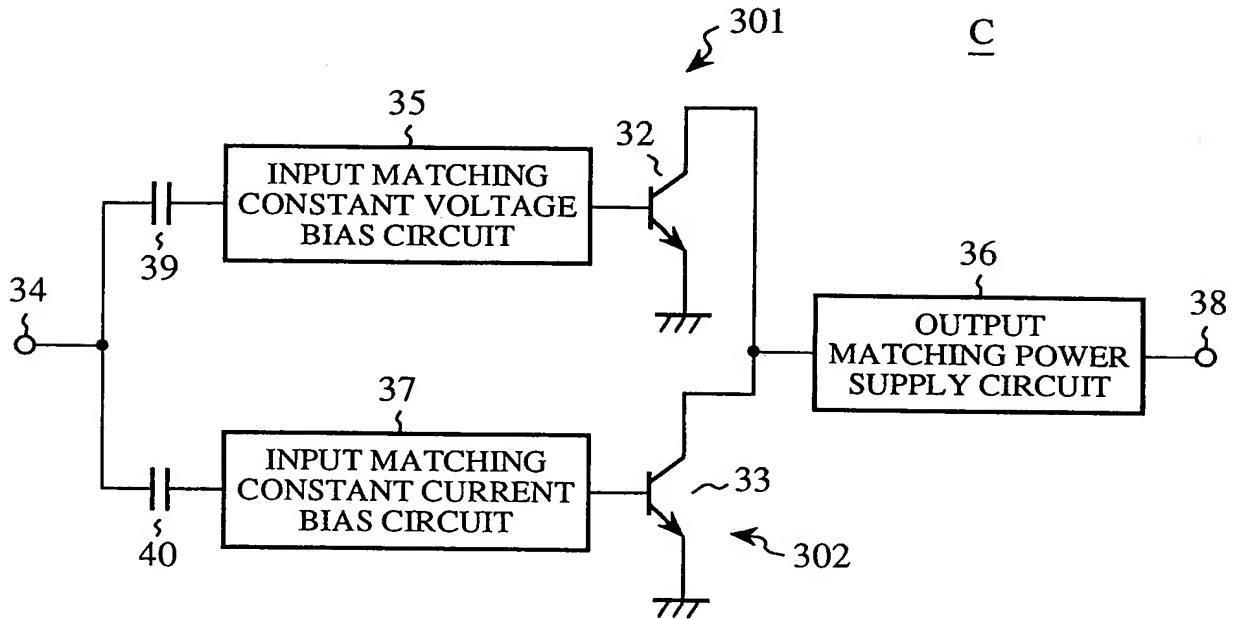 301
C
35
32
INPUT MATCHING
CONSTANT VOLTAGE
BIAS CIRCUIT
39
34
36
38
OUTPUT
MATCHING POWER
SUPPLY CIRCUIT
37
INPUT MATCHING
CONSTANT CURRENT
BIAS CIRCUIT
33
40
302